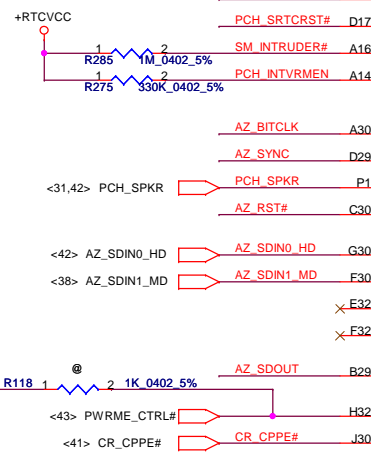 PCH_SRTCRST# D17
+RTCVCC
1 2 SM_INTRUDER# A16
R285 1M_0402_5%
1 2 PCH_INTVRMEN A14
R275 330K_0402_5%
AZ_BITCLK A30
AZ_SYNC D29
<31,42> PCH_SPKR PCH_SPKR P1
AZ_RST# C30
<42> AZ_SDIN0_HD AZ_SDIN0_HD G30
<38> AZ_SDIN1_MD AZ_SDIN1_MD F30
E32
F32
@ AZ_SDOUT B29
R118 1 2 1K_0402_5%
<43> PWRME_CTRL# H32
<41> CR_CPPE# CR_CPPE# J30